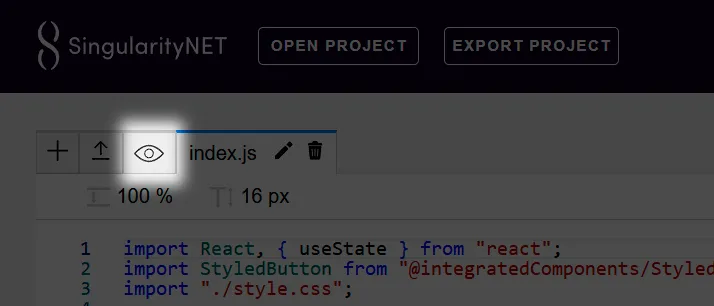 SingularityNET OPEN PROJECT EXPORT PROJECT
index.js
100 % 16 px
1 import React, { useState } from "react";
2 import StyledButton from "@integratedComponents/Styled
3 import "./style.css";